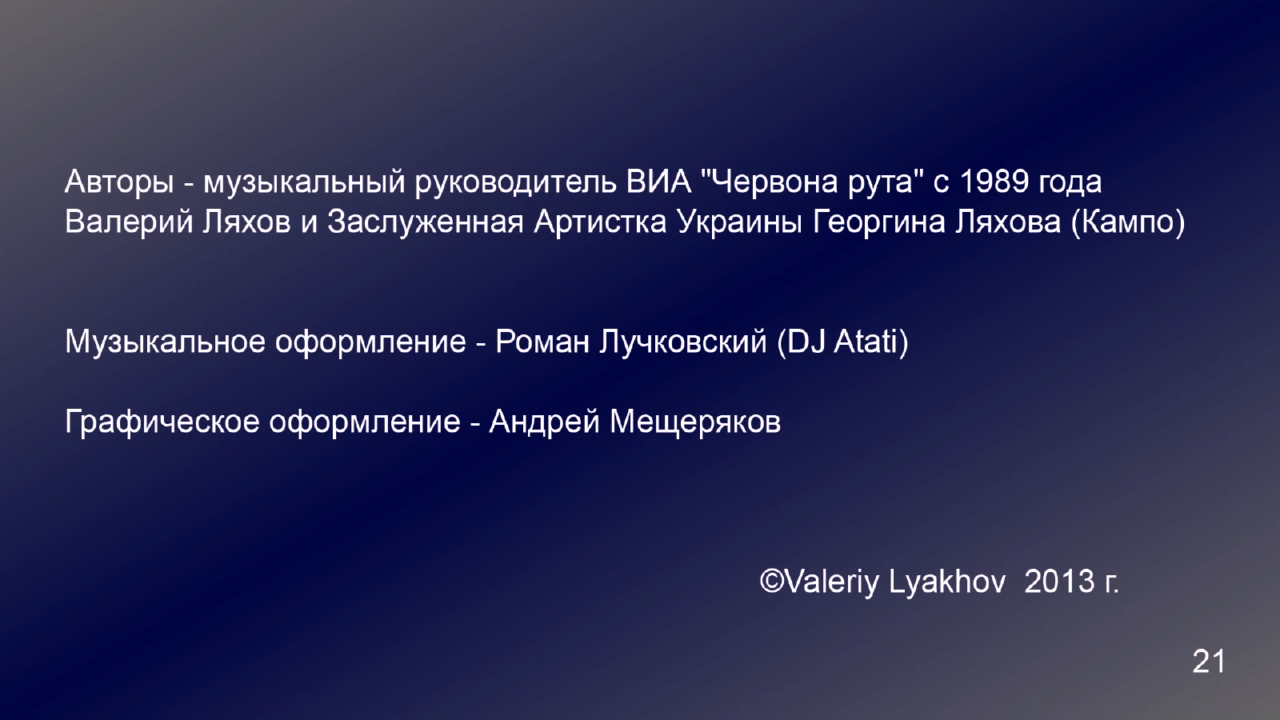 Авторы - музыкальный руководитель ВИА "Червона рута" с 1989 года
Валерий Ляхов и Заслуженная Артистка Украины Георгина Ляхова (Кампо)
Музыкальное оформление - Роман Лучковский (DJ Atati)
Графическое оформление - Андрей Мещеряков
©Valeriy Lyakhov  2013 г.
21